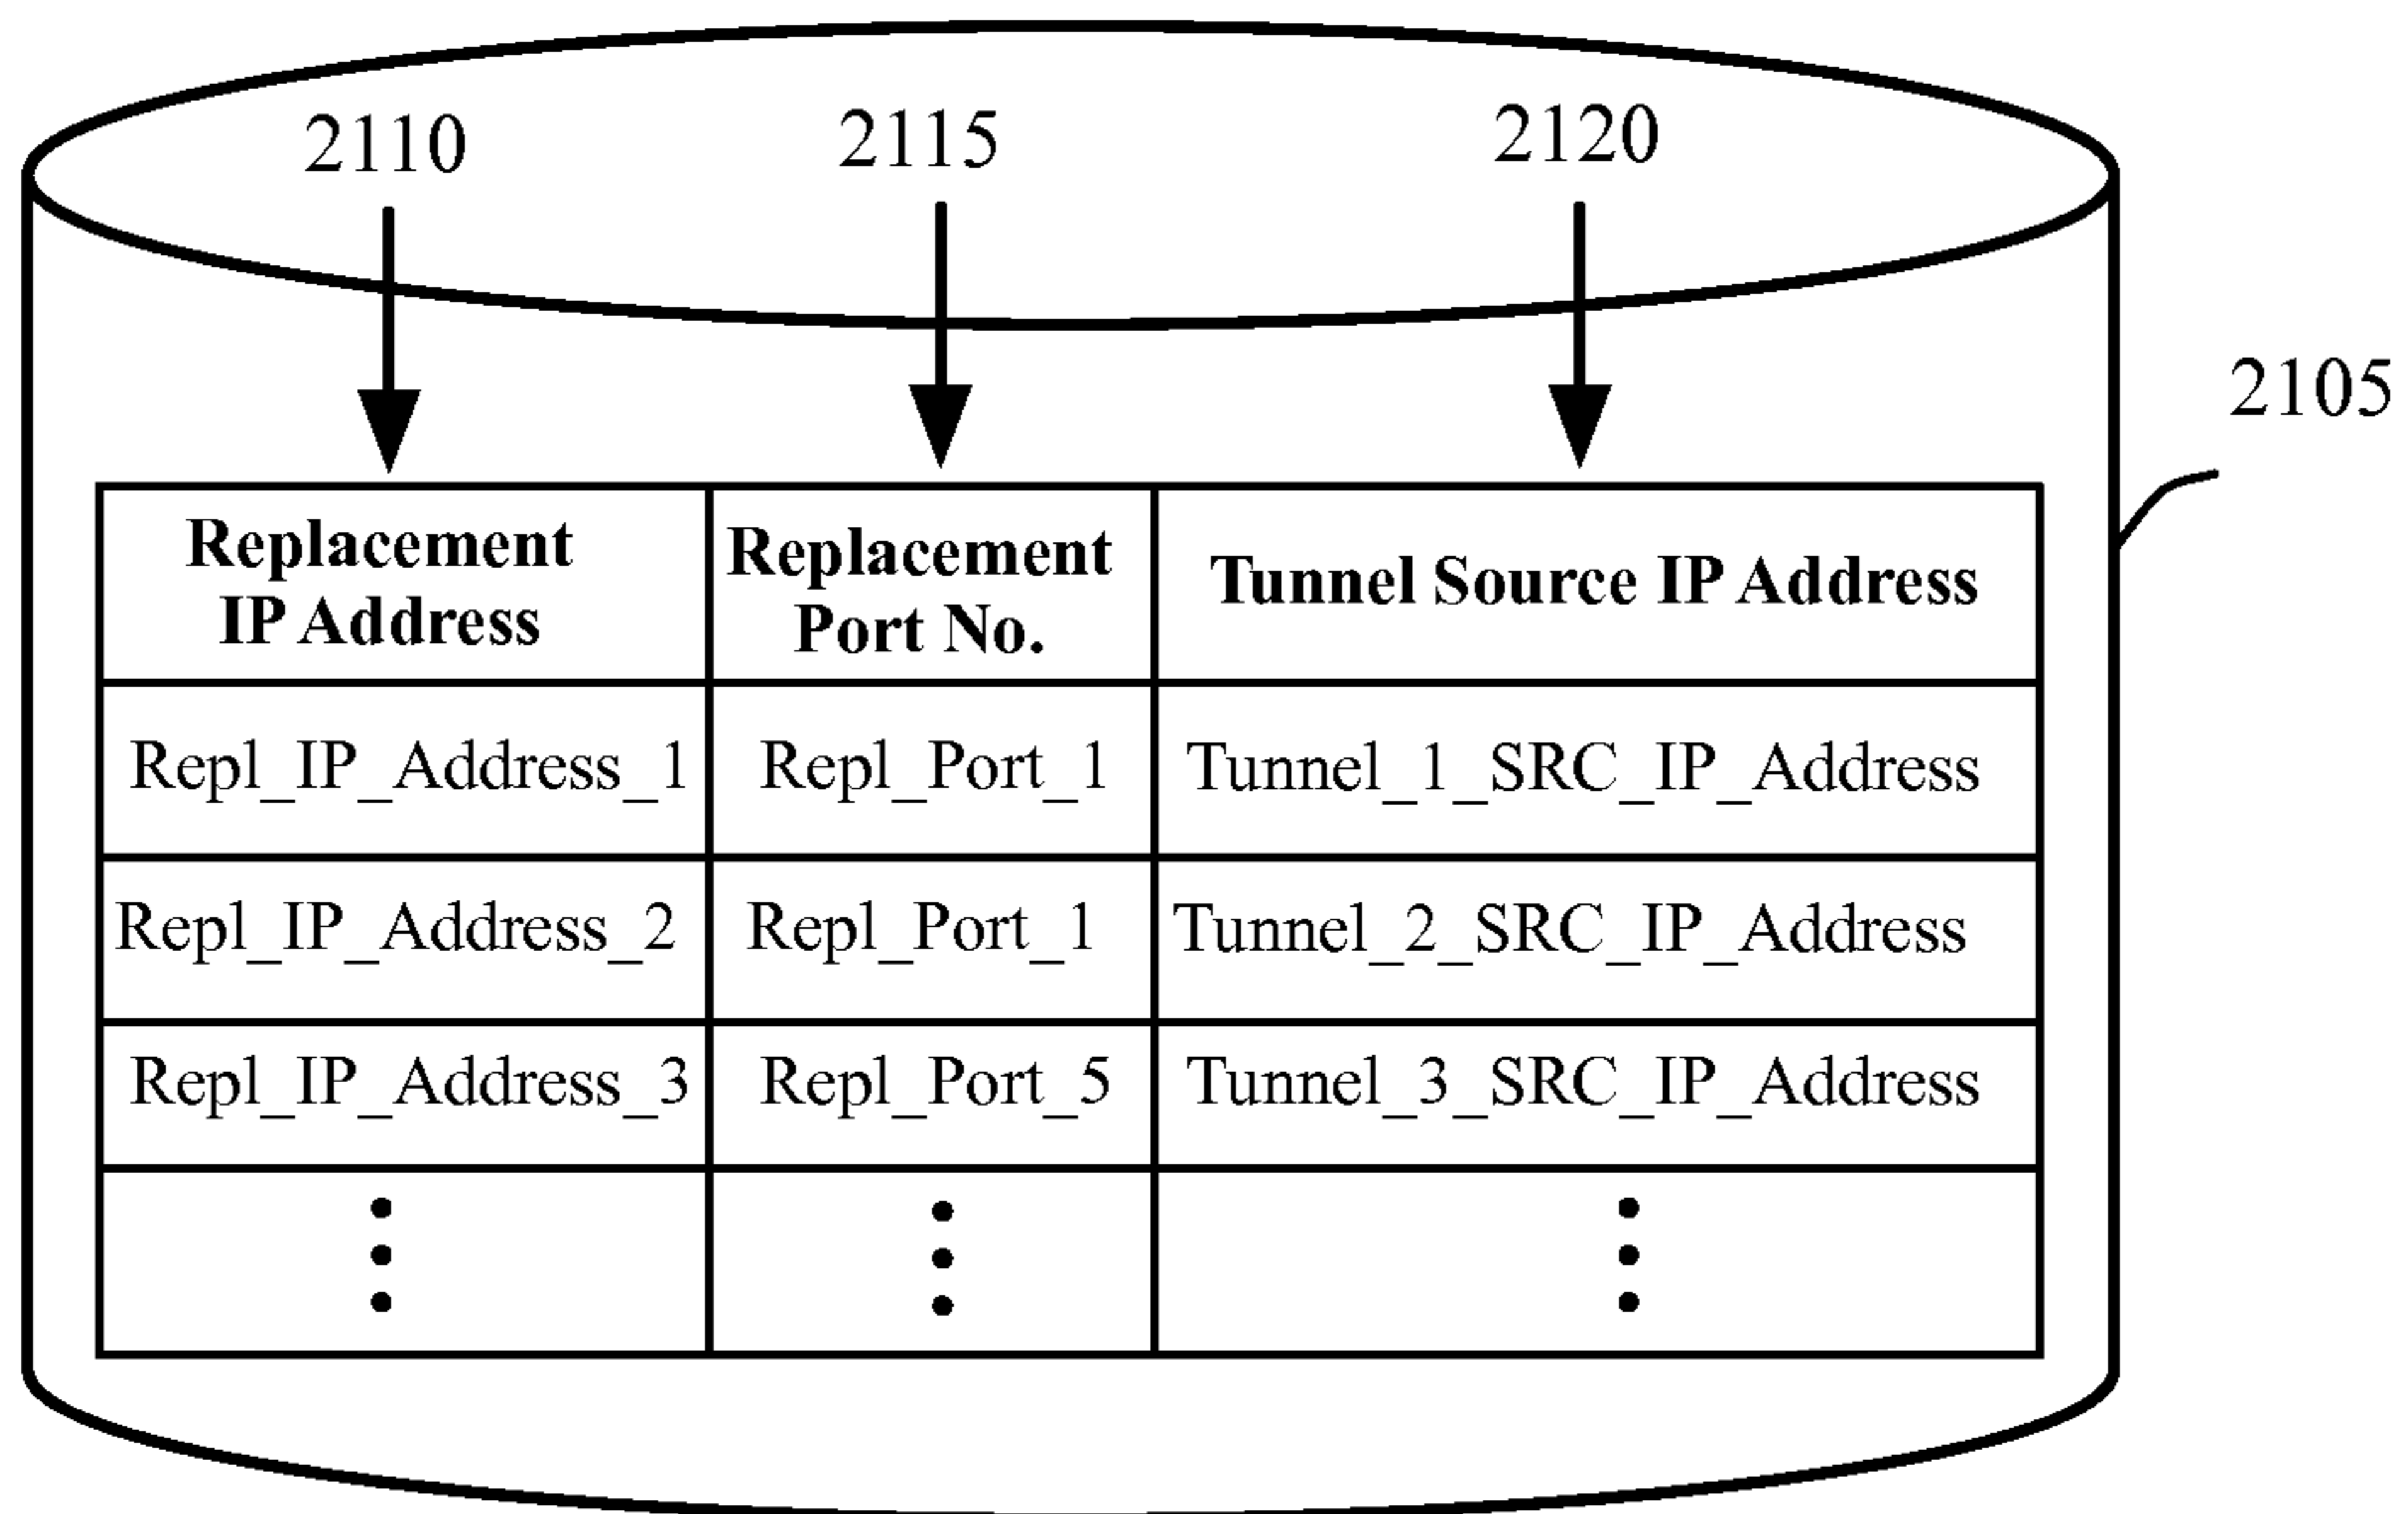 2110 2115 2120
2105
Replacement
IP Address
Replacement
Port No.
Tunnel Source IP Address
Repl_IP_Address_1 Repl_Port_1 Tunnel_1_SRC_IP_Address
Repl_IP_Address_2 Repl_Port_1 Tunnel_2_SRC_IP_Address
Repl_IP_Address_3 Repl_Port_5 Tunnel_3_SRC_IP_Address